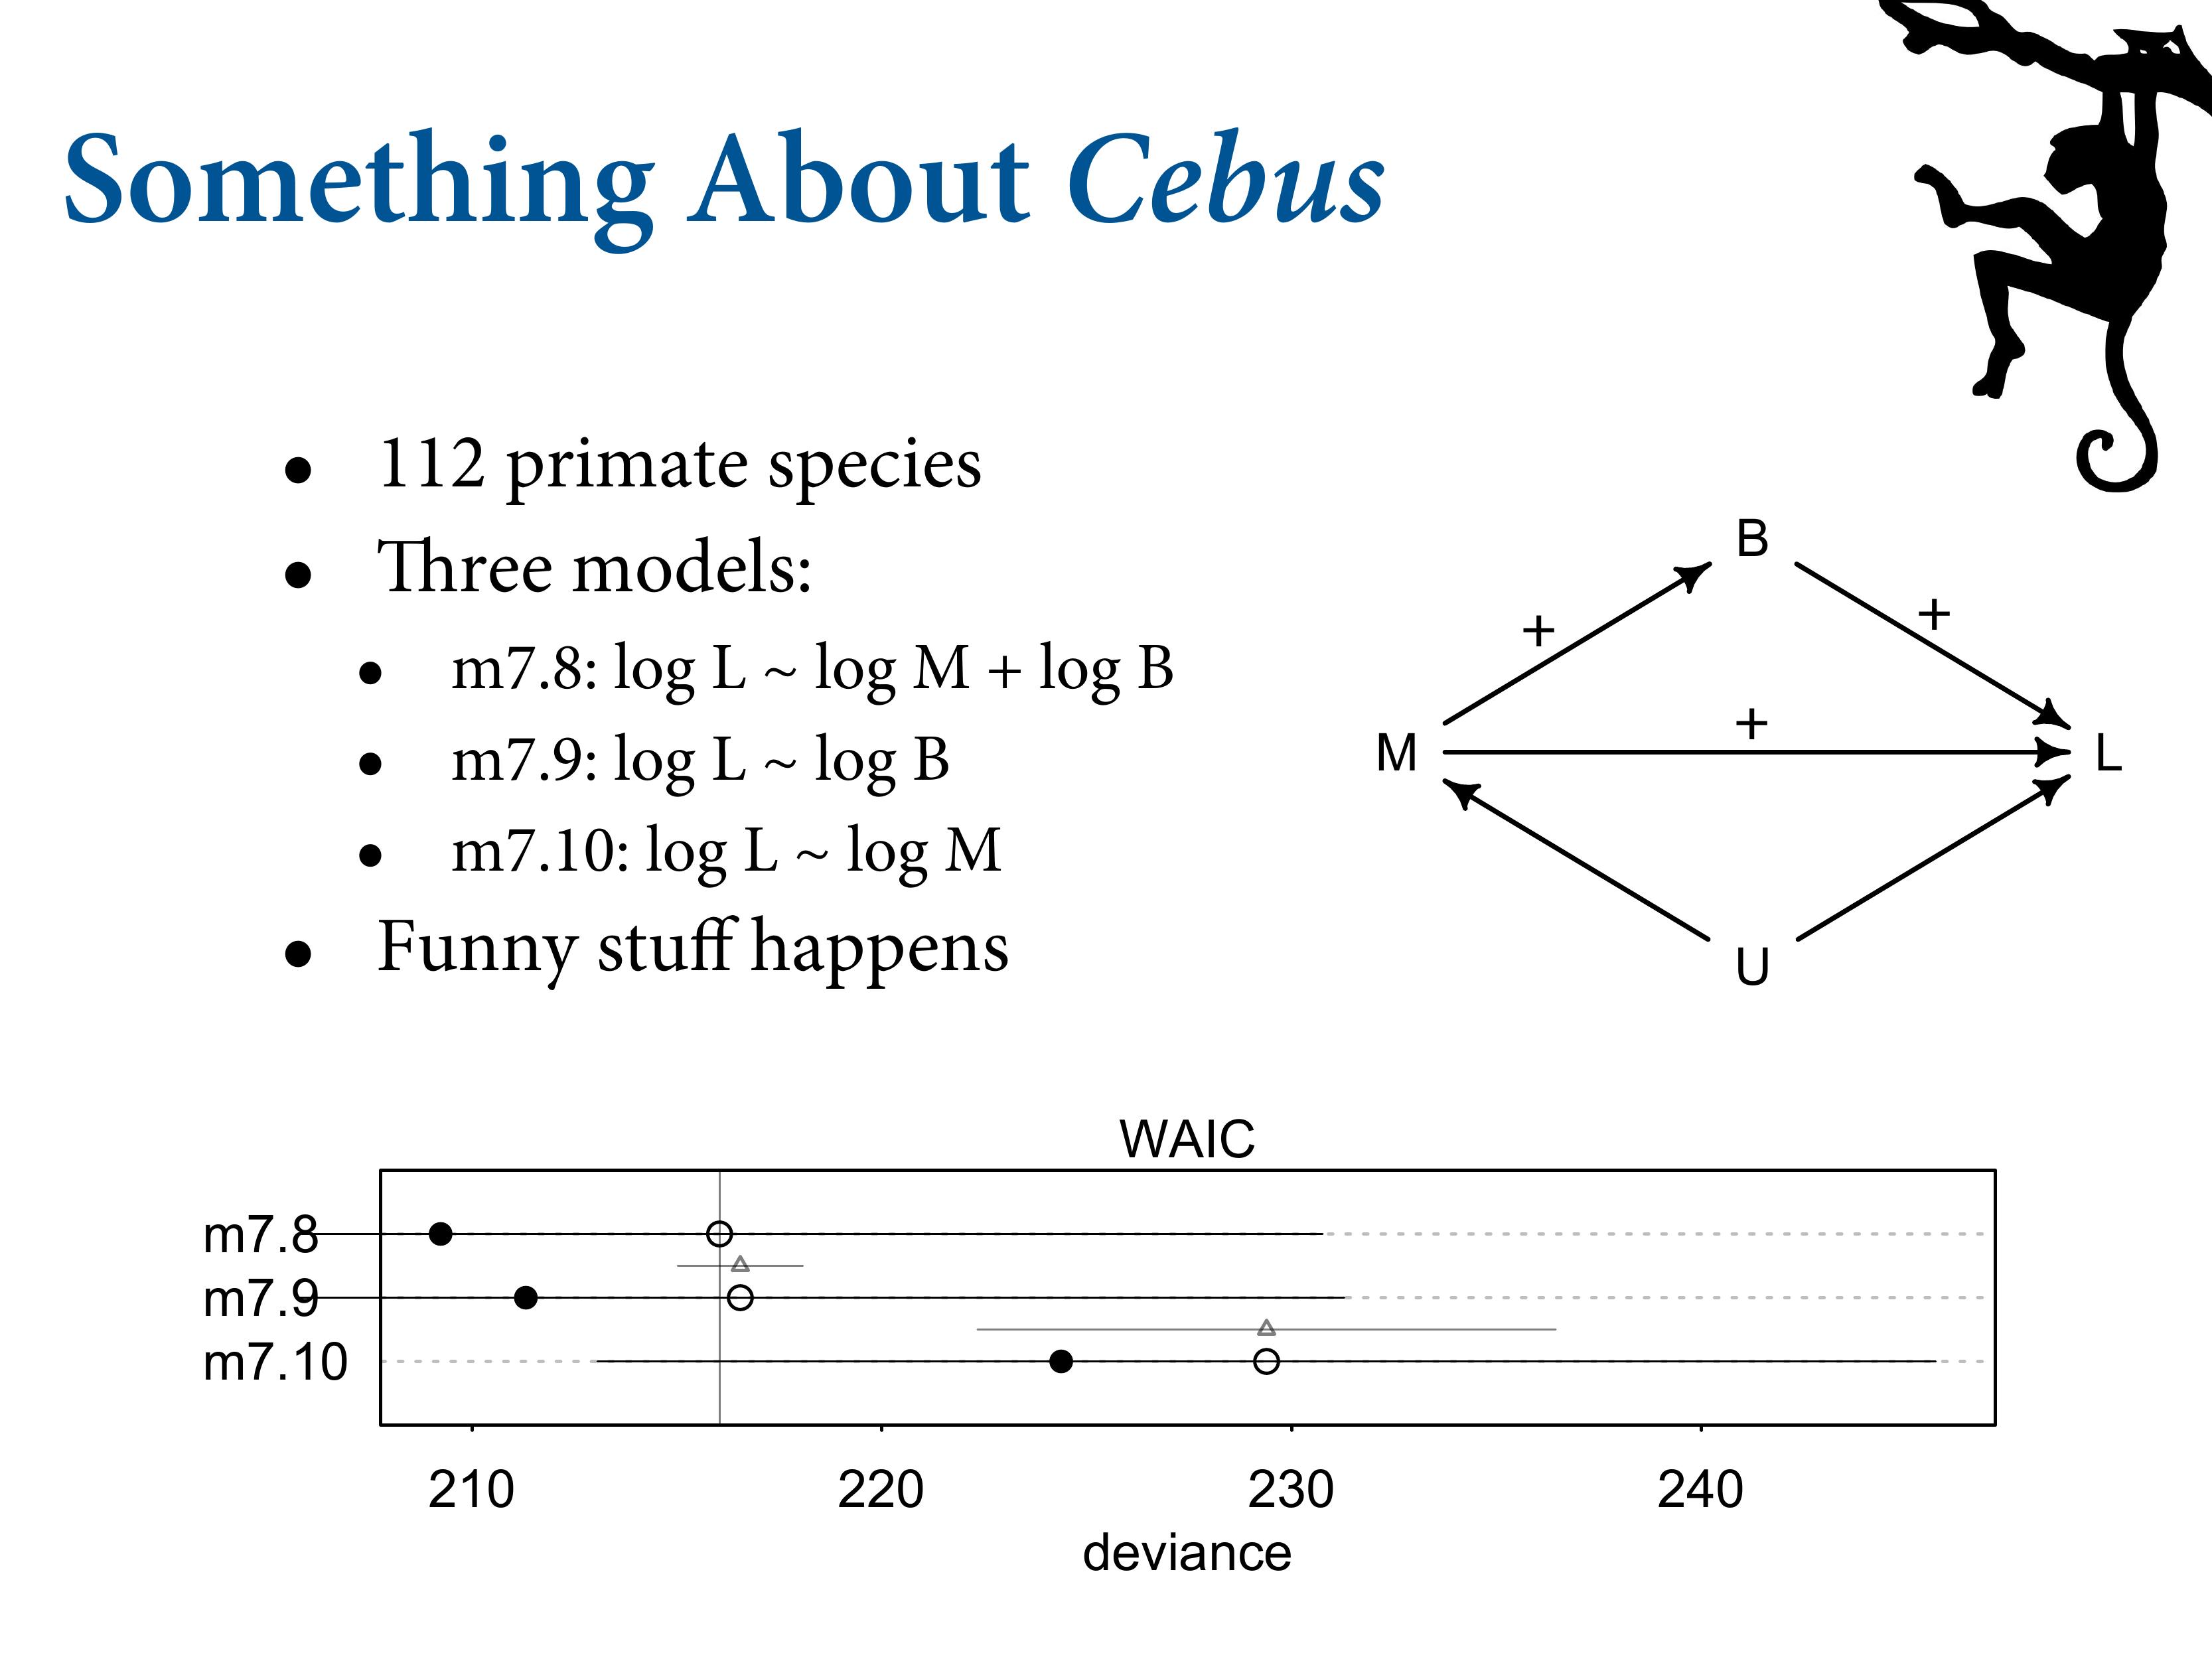 Something About Cebus
• 112 primate species
• Three models:
• m7.8: log L ~ log M + log B
• m7.9: log L ~ log B
• m7.10: log L ~ log M
• Funny stuff happens
B
+
+
+
M
L
U
WAIC
m7.8
m7.9
m7.10
210 220 230 240
deviance